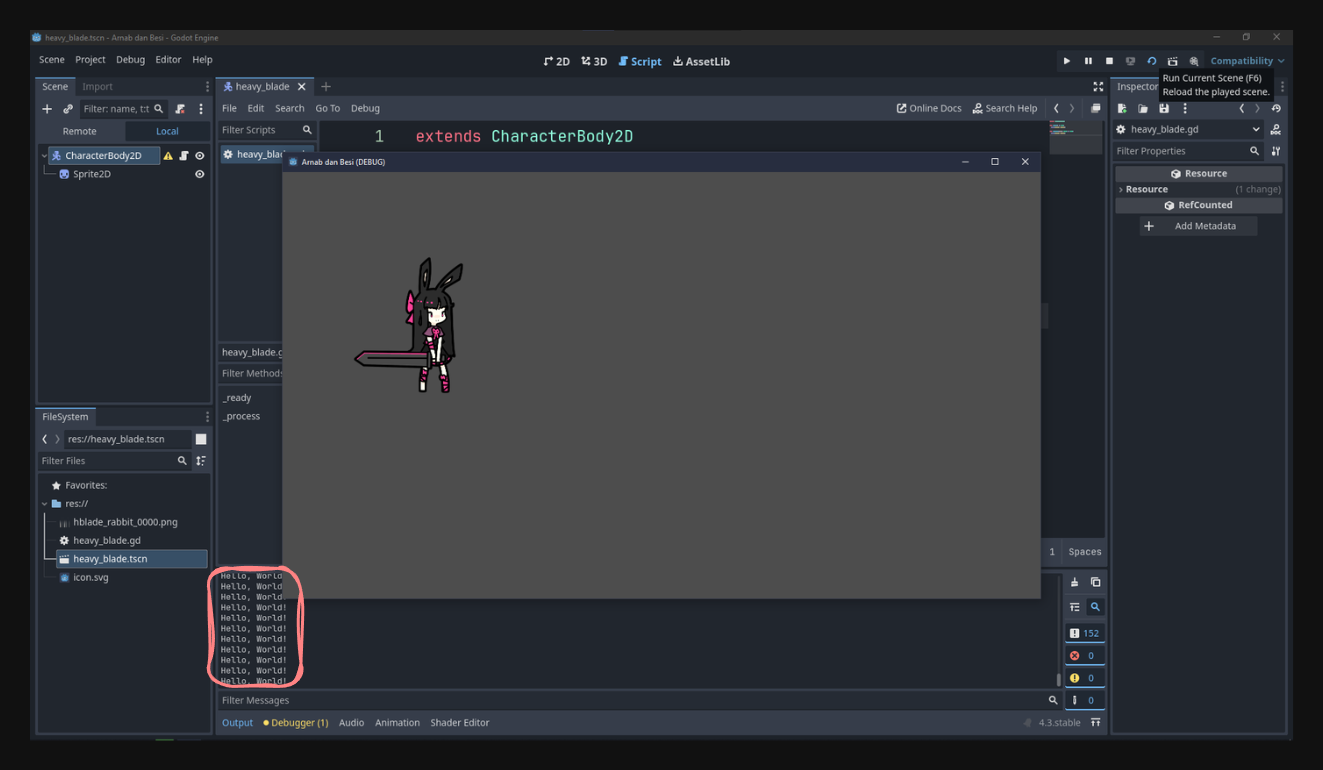 heavy_blade.tscn - Arnab dan Besi - Godot Engine
Scene Project Debug Editor Help
2D 3D Script AssetLib
Compatibility
Run Current Scene (F6)
Reload the played scene.
Scene Import
heavy_blade
Inspector
Filter: name, t:t
File Edit Search Go To Debug
Online Docs Search Help
Remote Local
Filter Scripts
1 extends CharacterBody2D
heavy_blade.gd
CharacterBody2D
heavy_bla
Filter Properties
Arnab dan Besi (DEBUG)
Sprite2D
Resource
Resource (1 change)
RefCounted
Add Metadata
heavy_blade.g
Filter Methods
_ready
_process
FileSystem
res://heavy_blade.tscn
Filter Files
Favorites:
res://
hblade_rabbit_0000.png
heavy_blade.gd
heavy_blade.tscn
icon.svg
1 Spaces
Hello, World
Hello, World
Hello, World!
Hello, World!
Hello, World!
Hello, World!
Hello, World!
Hello, World!
Hello, World!
Hello, World!
Hello, World!
152
0
0
0
Filter Messages
Output Debugger (1) Audio Animation Shader Editor
4.3.stable